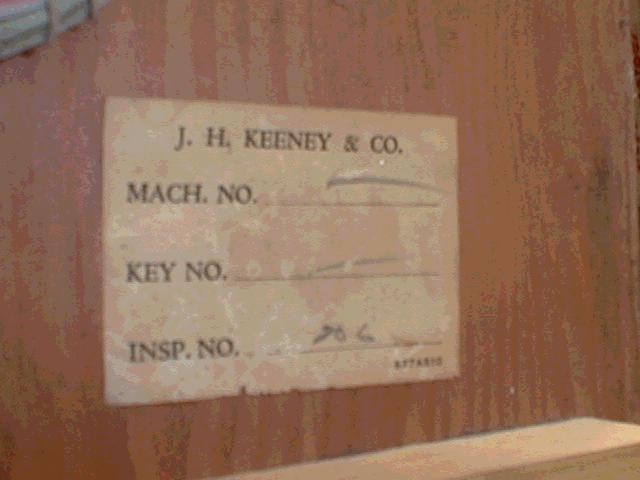 J. H. KEENEY & CO.
MACH. NO.
KEY NO.
INSP. NO.